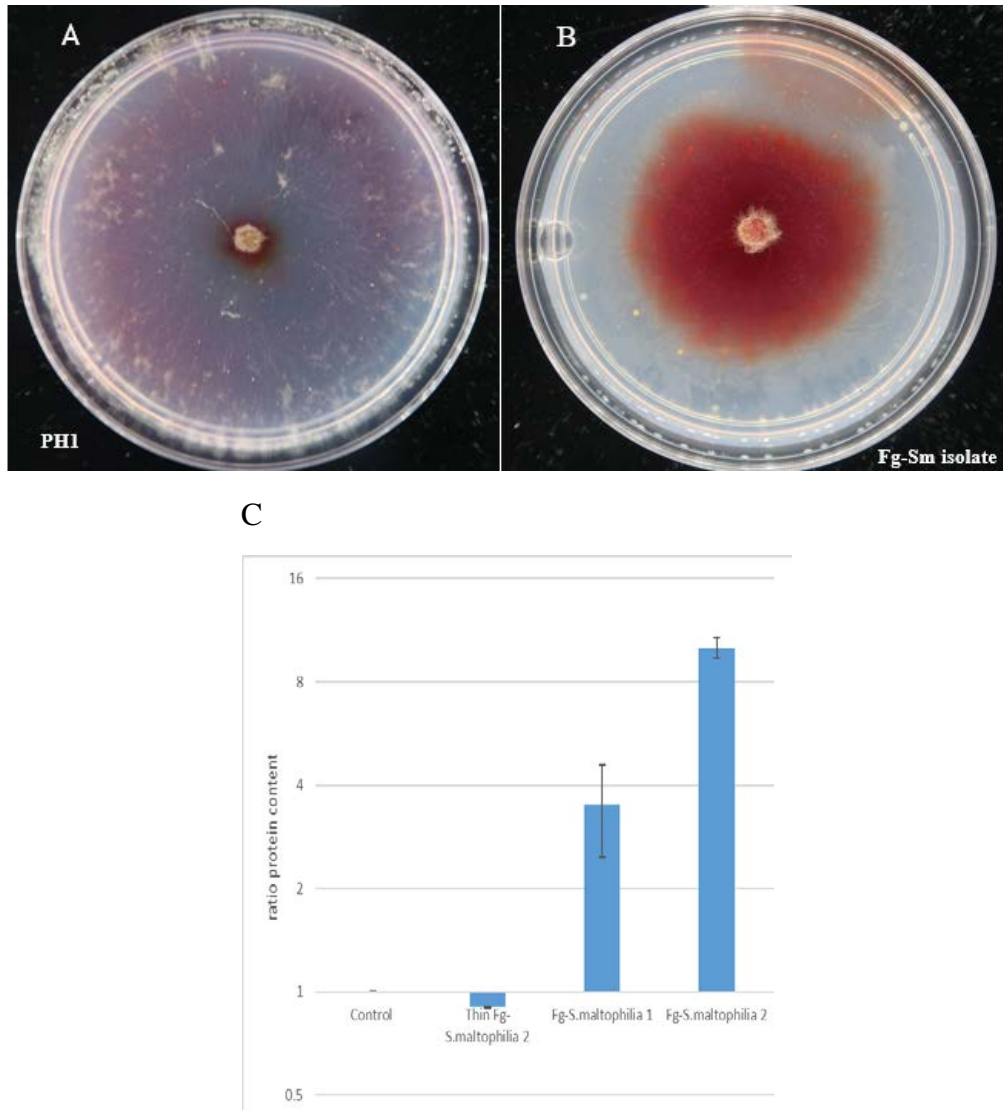 A
B
PH1
Fg-Sm isolate
C
16
8
4
2
1
0.5
ratio protein content
Control
Thin Fg-
S.maltophilia 2
Fg-S.maltophilia 1
Fg-S.maltophilia 2